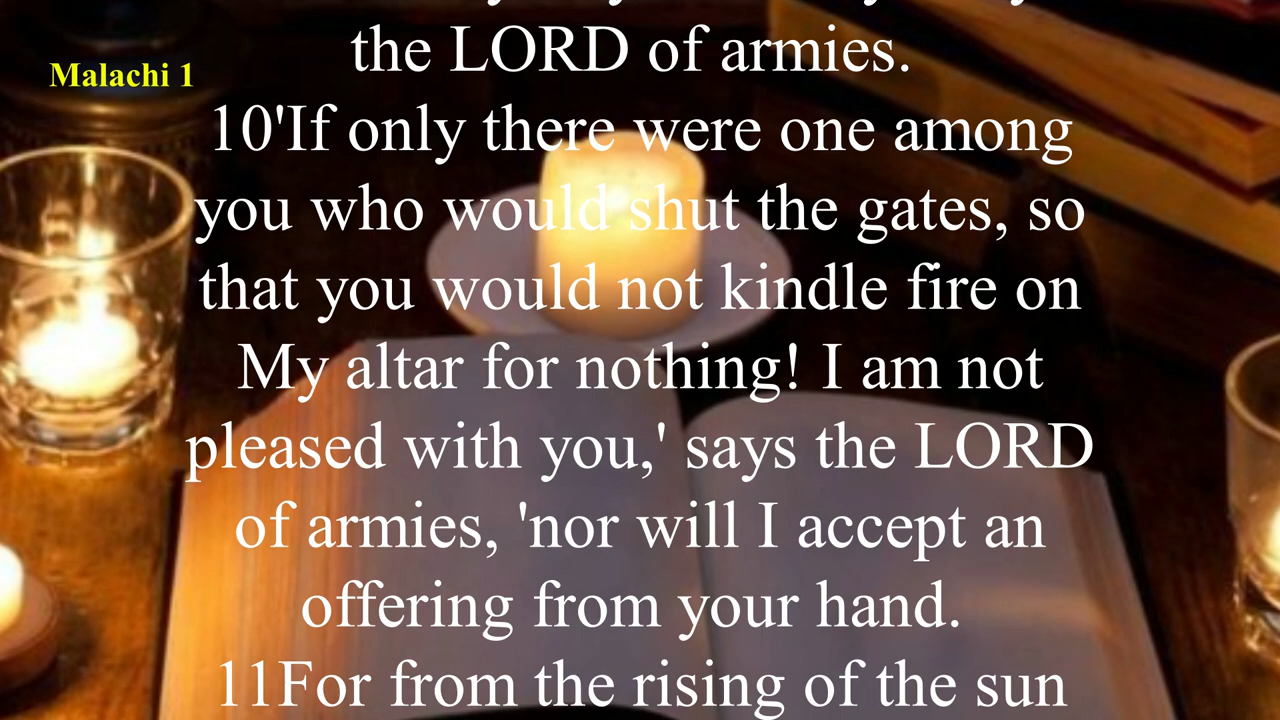 Malachi 1
the LORD of armies.
10'If only there were one among
you who would shut the gates, so
that you would not kindle fire on
My altar for nothing! I am not
pleased with you,' says the LORD
of armies, 'nor will I accept an
offering from your hand.
11For from the rising of the sun